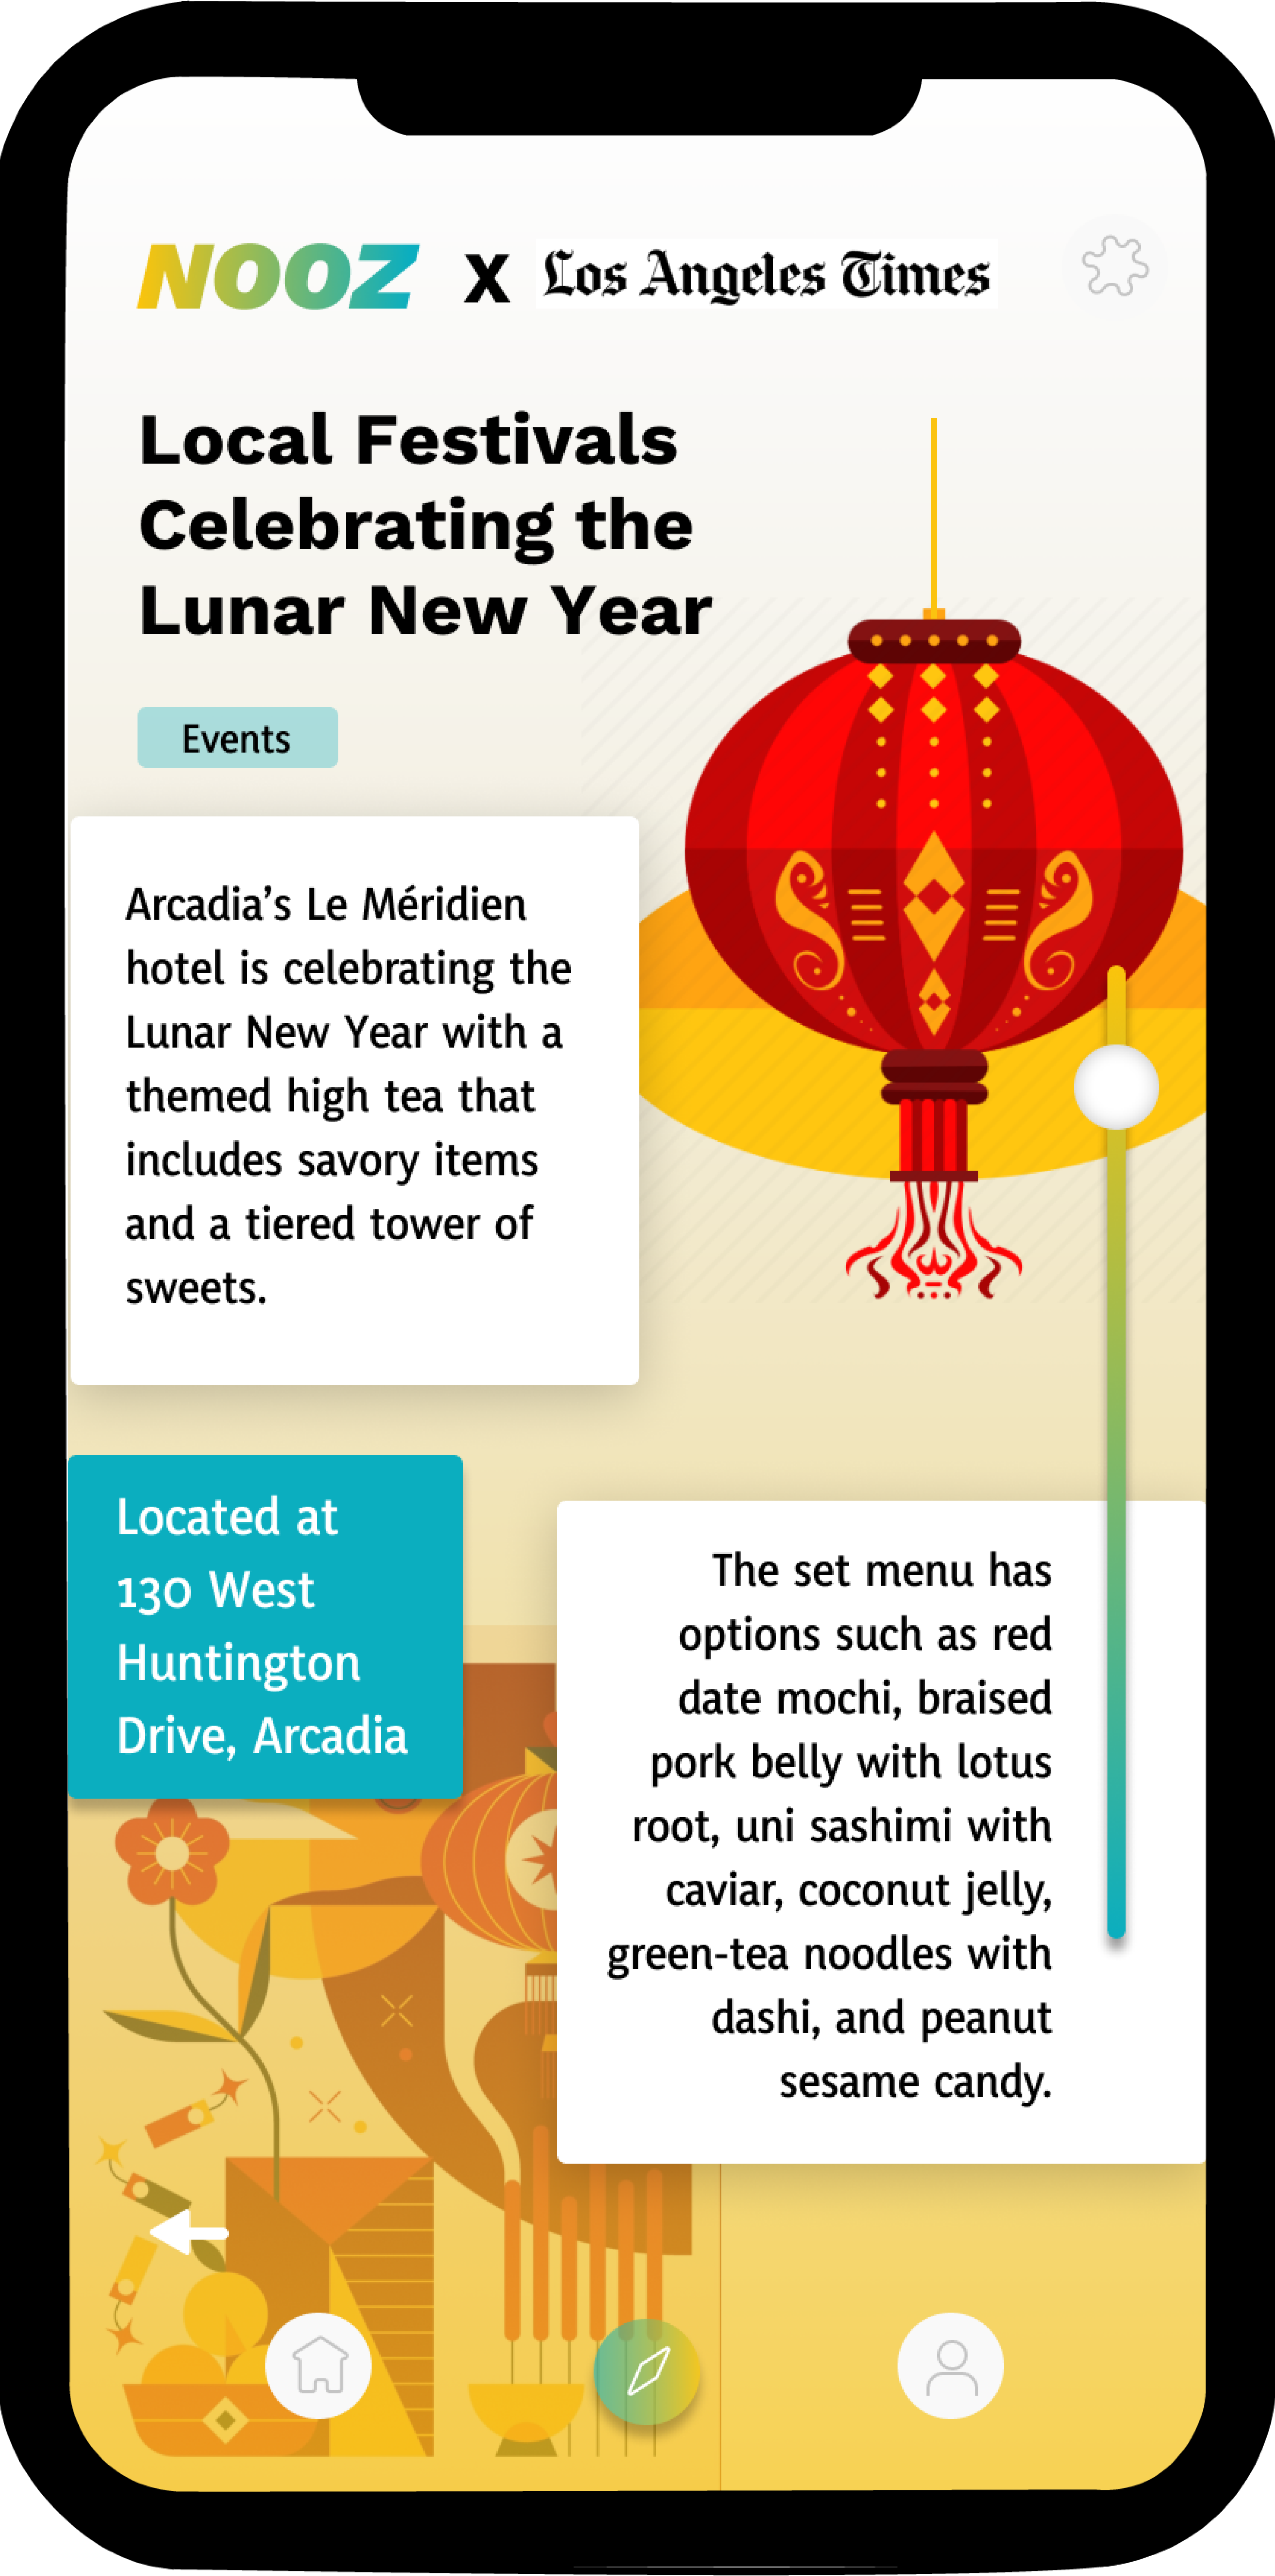 NOOZ X Los Angeles Times
Local Festivals
Celebrating the
Lunar New Year
Events
Arcadia’s Le Méridien
hotel is celebrating the
Lunar New Year with a
themed high tea that
includes savory items
and a tiered tower of
sweets.
Located at
130 West
Huntington
Drive, Arcadia
The set menu has
options such as red
date mochi, braised
pork belly with lotus
root, uni sashimi with
caviar, coconut jelly,
green-tea noodles with
dashi, and peanut
sesame candy.